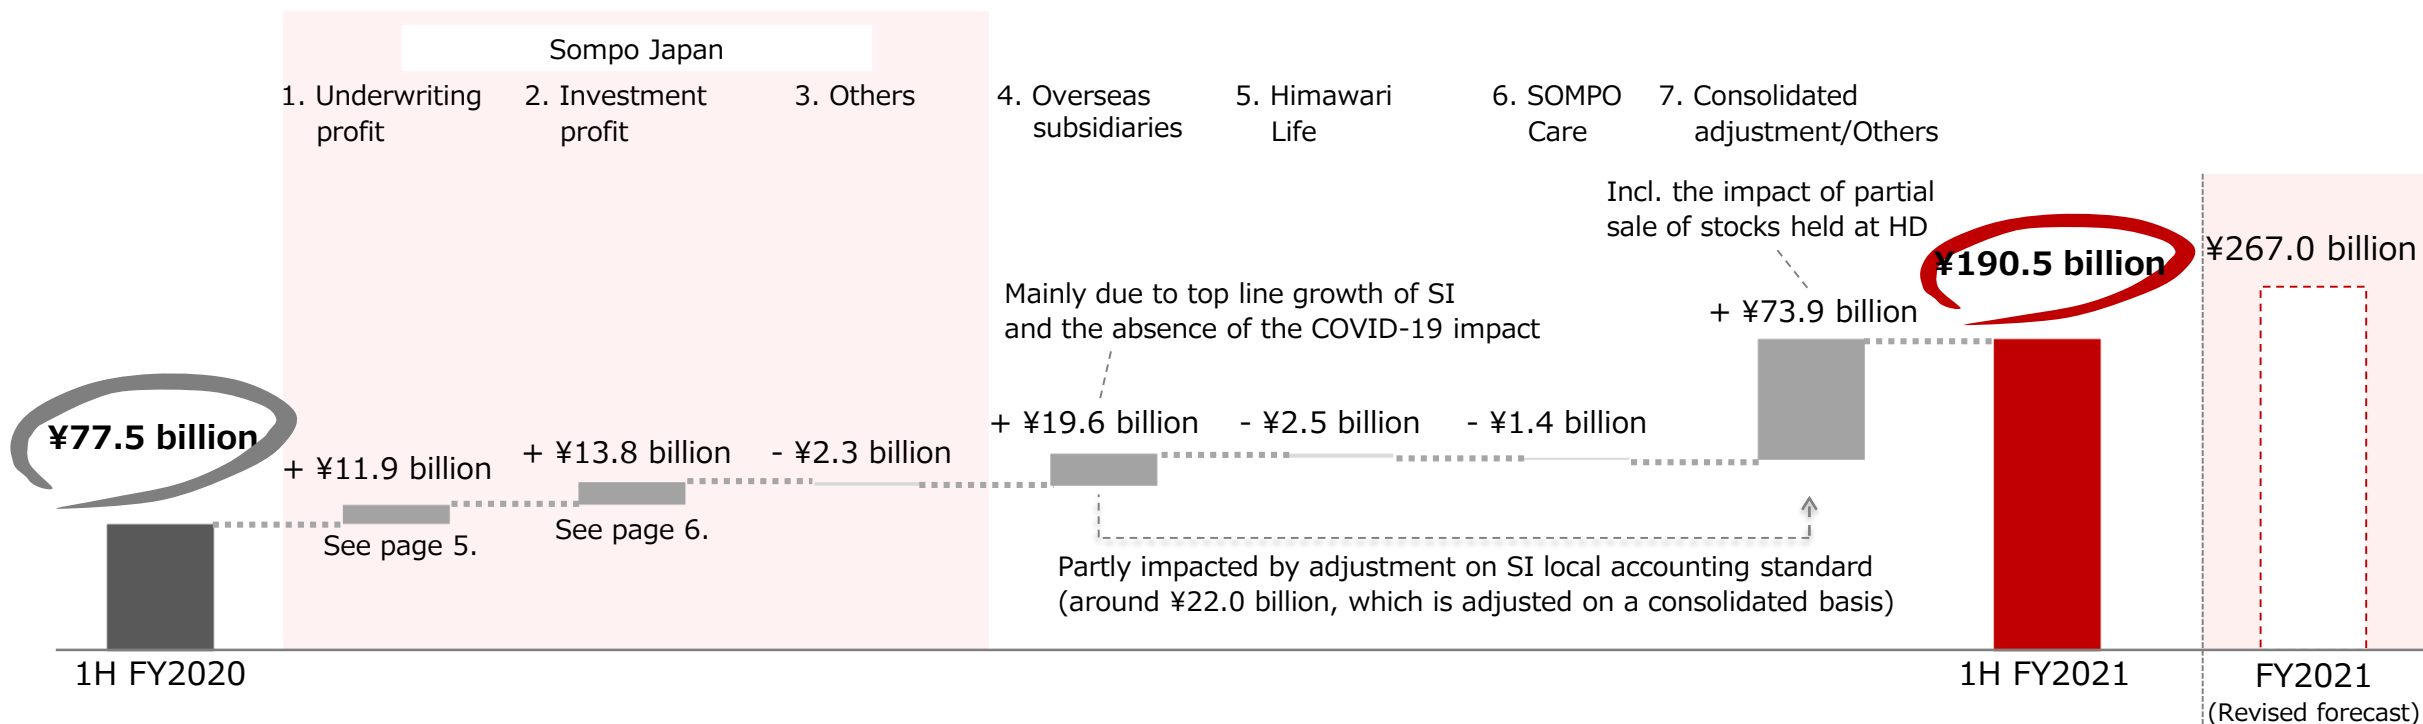 Sompo Japan
1. Underwriting
profit
2. Investment
profit
3. Others
4. Overseas
subsidiaries
5. Himawari
Life
6. SOMPO
Care
7. Consolidated
adjustment/Others
Incl. the impact of partial
sale of stocks held at HD
¥190.5 billion
¥267.0 billion
Mainly due to top line growth of SI
and the absence of the COVID-19 impact
+ ¥73.9 billion
¥77.5 billion
+ ¥11.9 billion
+ ¥13.8 billion
- ¥2.3 billion
+ ¥19.6 billion
- ¥2.5 billion
- ¥1.4 billion
See page 5.
See page 6.
Partly impacted by adjustment on SI local accounting standard
(around ¥22.0 billion, which is adjusted on a consolidated basis)
1H FY2020
1H FY2021
FY2021
(Revised forecast)